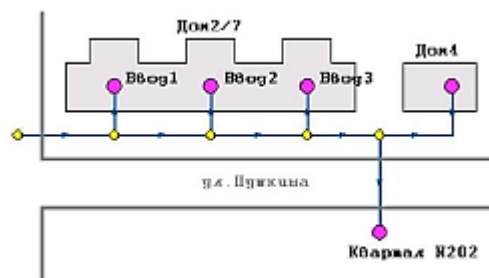 Дом2/7
Дом4
Ввод1 Ввод2 Ввод3
ул.Пушкина
Квартал N202